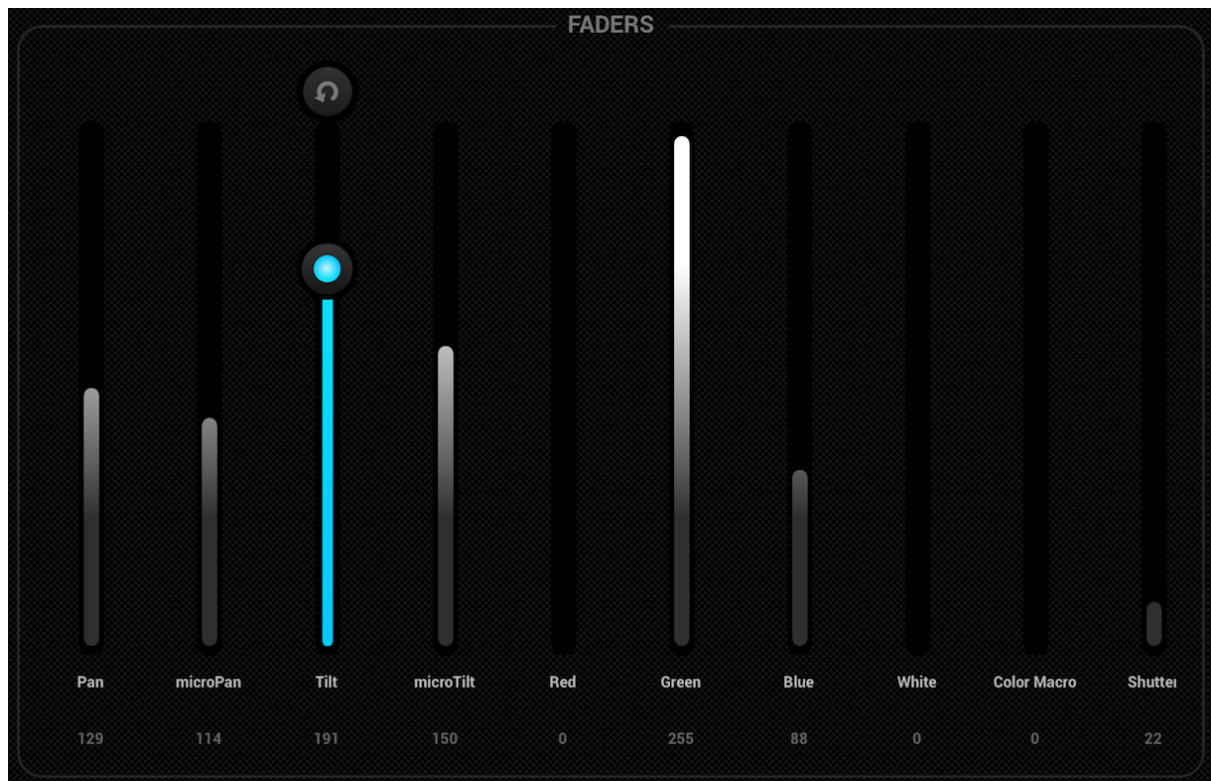 FADERS
Pan microPan Tilt microTilt Red Green Blue White Color Macro Shutter
129 114 191 150 0 255 88 0 0 22